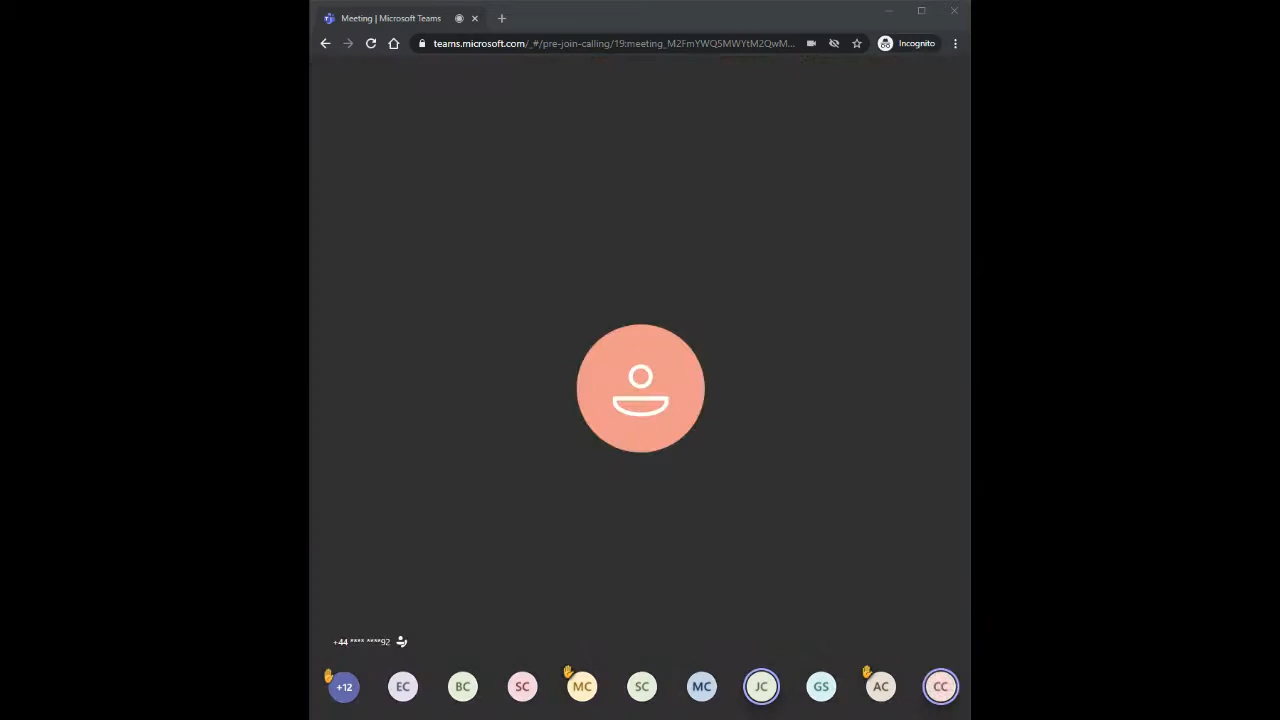 Meeting | Microsoft Teams
teams.microsoft.com/_#/pre-join-calling/19:meeting_M2FmYWQ5MWYtM2QwM...
Incognito
+44 **** ****92
+12 EC BC SC MC SC MC JC GS AC CC